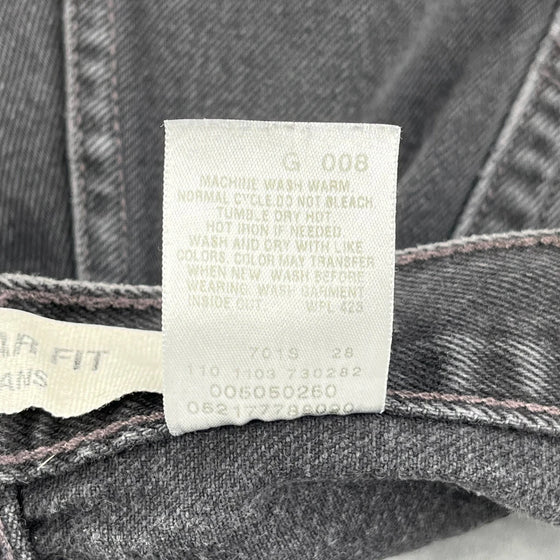 G 008
MACHINE WASH WARM.
NORMAL CYCLE.DO NOT BLEACH.
TUMBLE DRY HOT
HOT IRON IF NEEDED.
WASH AND DRY WITH LIKE
COLORS. COLOR MAY TRANSFER
WHEN NEW. WASH BEFORE
WEARING. WASH GARMENT
INSIDE OUT. WPL 423
701S 28
110 1103 730282
005050260
FIT